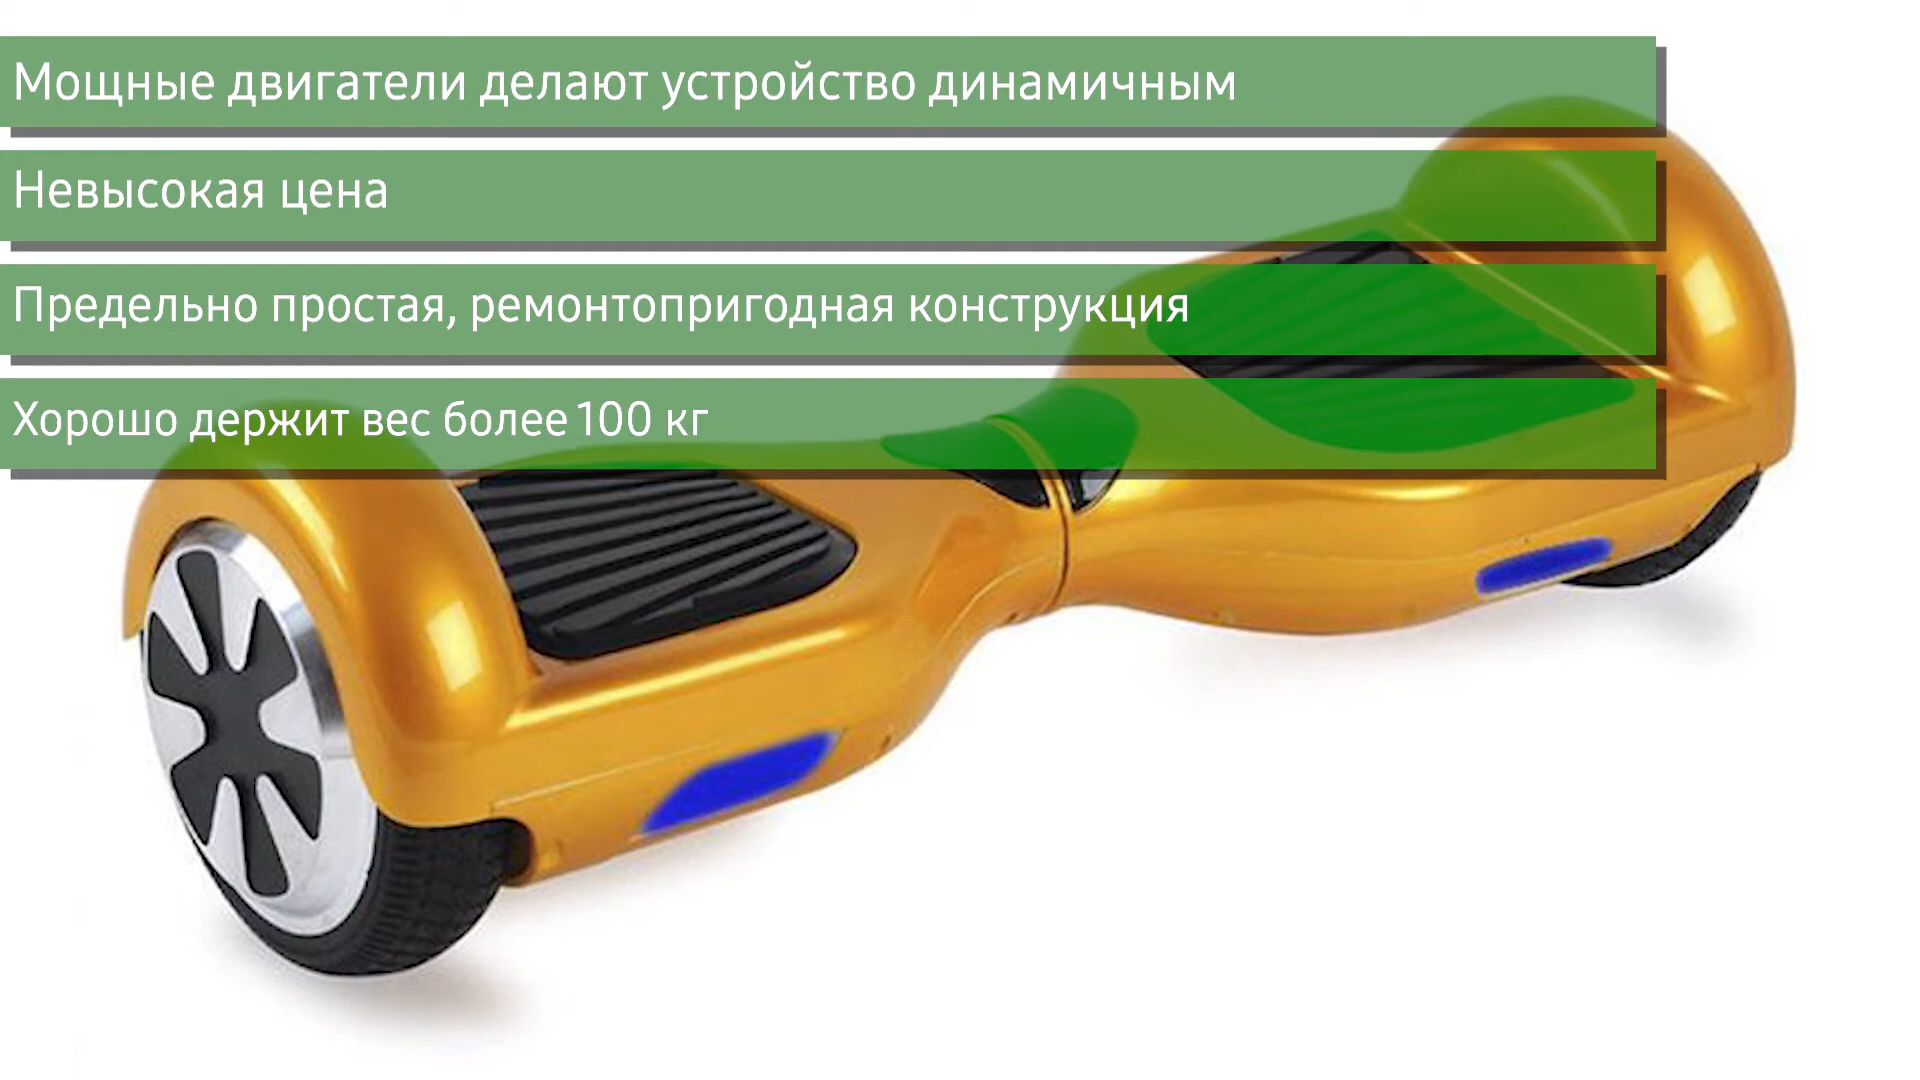 Мощные двигатели делают устройство динамичным
Невысокая цена
Предельно простая, ремонтопригодная конструкция
Хорошо держит вес более 100 кг